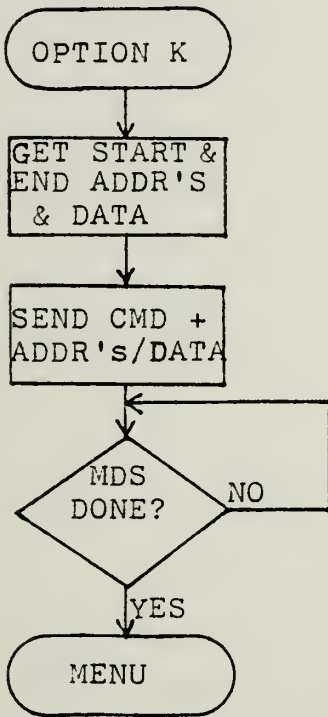 OPTION K
GET START &
END ADDR'S
& DATA
SEND CMD +
ADDR's/DATA
MDS
DONE?
NO
YES
MENU